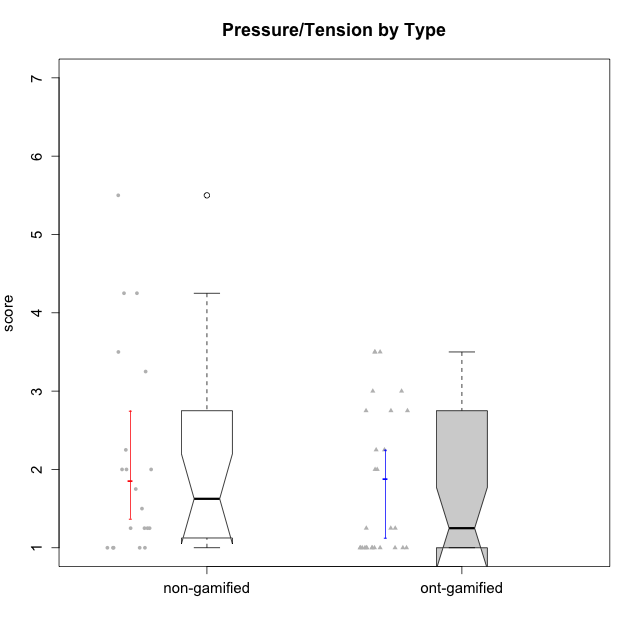 Pressure/Tension by Type
score
7
6
5
4
3
2
1
non-gamified
ont-gamified